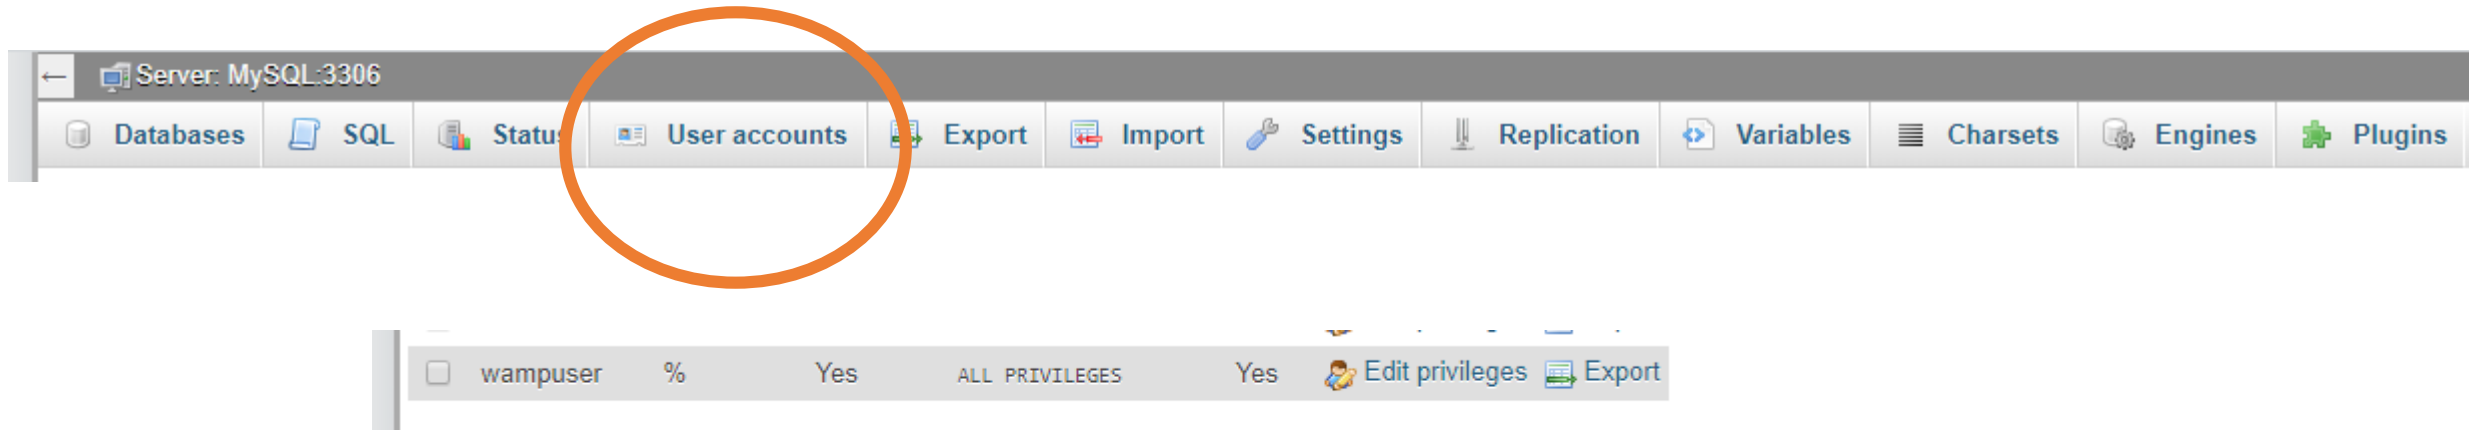 ← Server: MySQL:3306
Databases SQL Status User accounts Export Import Settings Replication Variables Charsets Engines Plugins
wampuser % Yes ALL PRIVILEGES Yes Edit privileges Export